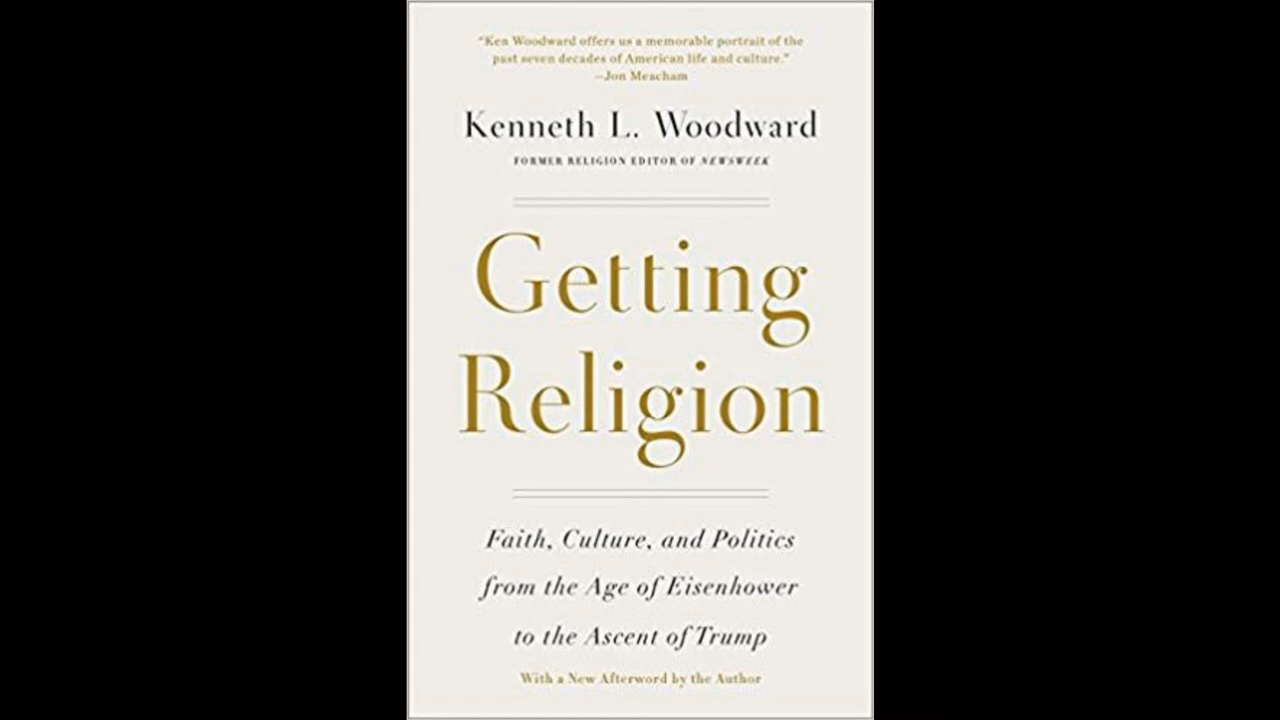 “Ken Woodward offers us a memorable portrait of the
past seven decades of American life and culture.”
—Jon Meacham
Kenneth L. Woodward
FORMER RELIGION EDITOR OF NEWSWEEK
Getting
Religion
Faith, Culture, and Politics
from the Age of Eisenhower
to the Ascent of Trump
With a New Afterword by the Author